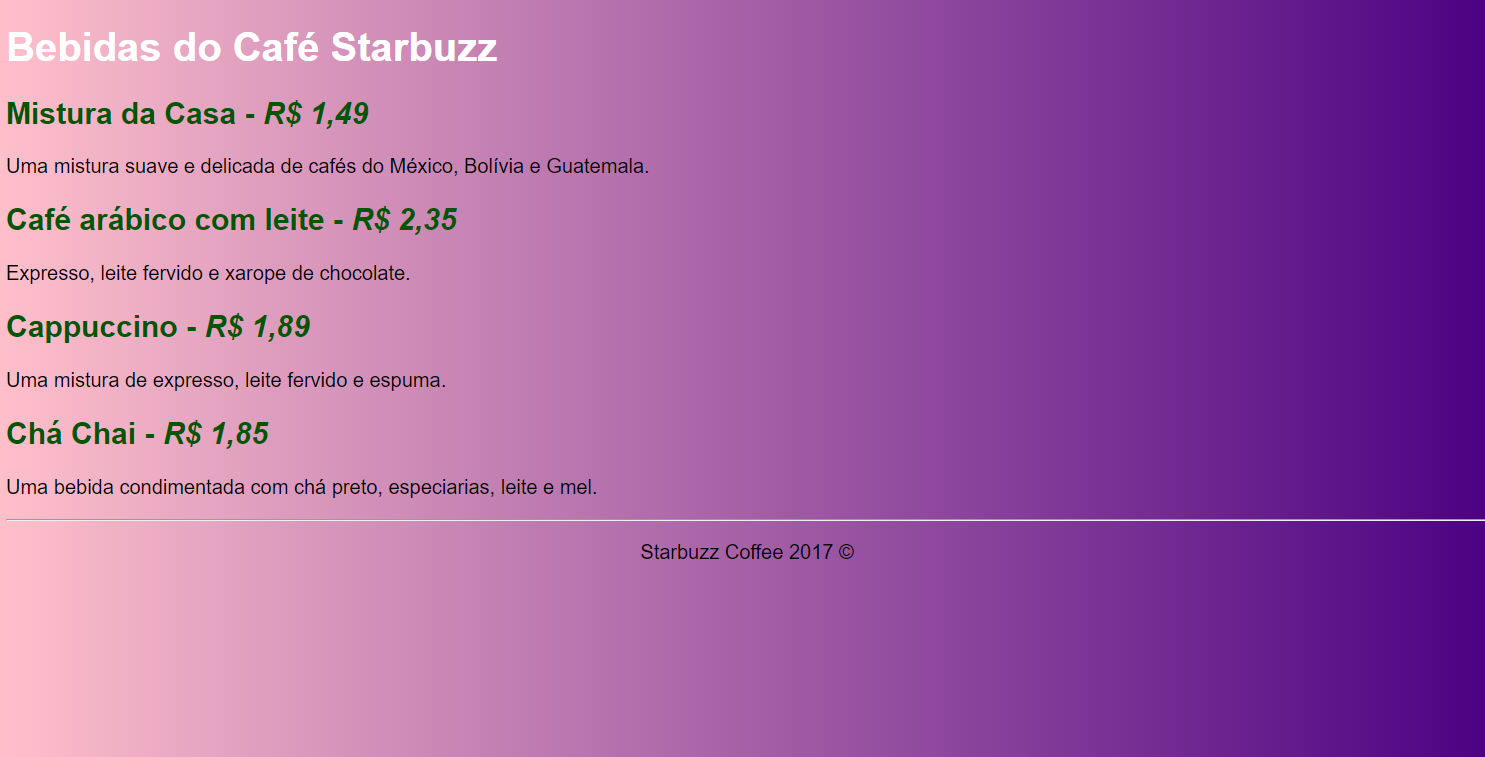 Bebidas do Café Starbuzz
Mistura da Casa - R$ 1,49
Uma mistura suave e delicada de cafés do México, Bolívia e Guatemala.
Café arábico com leite - R$ 2,35
Expresso, leite fervido e xarope de chocolate.
Cappuccino - R$ 1,89
Uma mistura de expresso, leite fervido e espuma.
Chá Chai - R$ 1,85
Uma bebida condimentada com chá preto, especiarias, leite e mel.
Starbuzz Coffee 2017 ©